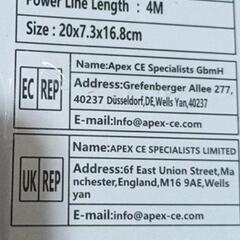 Power Line Length : 4M
Size : 20x7.3x16.8cm
EC REP
Name:Apex CE Specialists GmbH
Address:Grefenberger Allee 277,
40237 Düsseldorf,DE,Wells Yan,40237
E-mail:Info@apex-ce.com
UK REP
Name:APEX CE SPECIALISTS LIMITED
Address:6f East Union Street,Ma
nchester,England,M16 9AE,Wells
yan
E-mail:Info@apex-ce.com